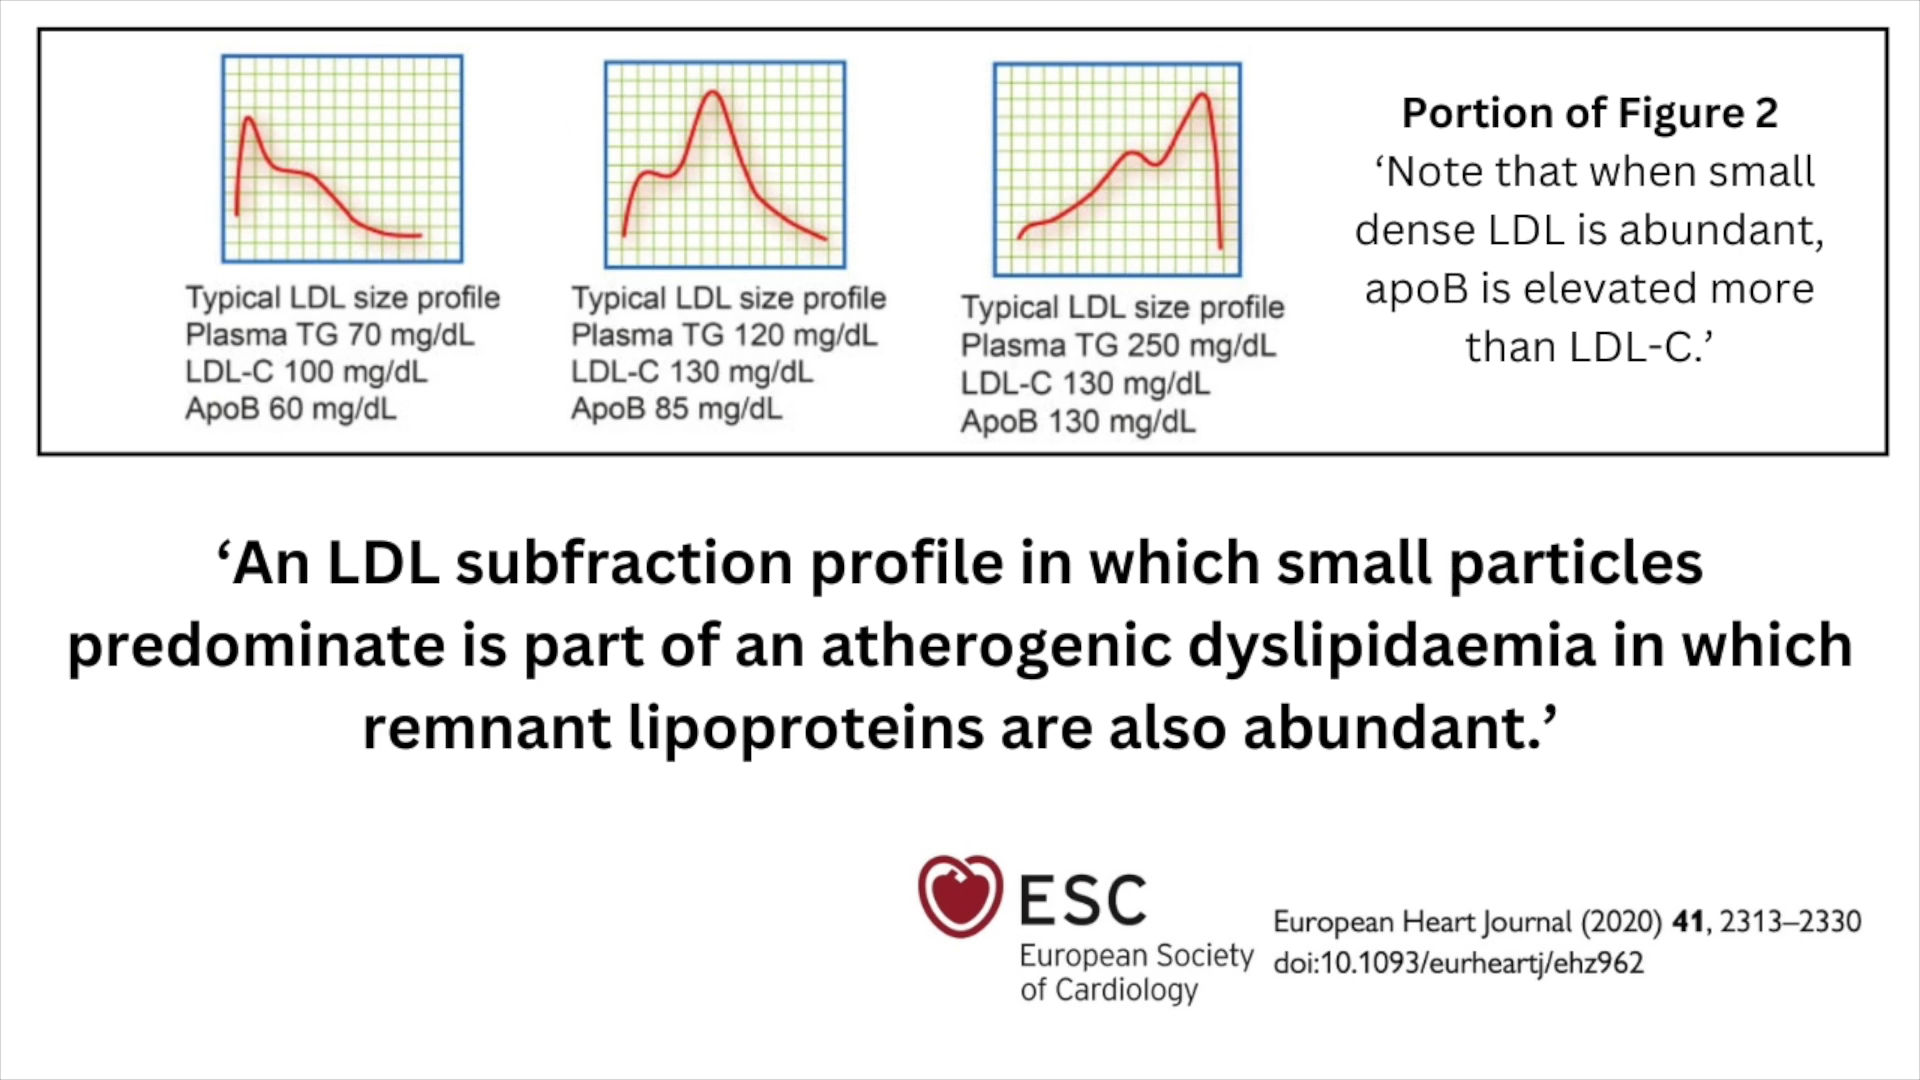 Typical LDL size profile
Plasma TG 70 mg/dL
LDL-C 100 mg/dL
ApoB 60 mg/dL
Typical LDL size profile
Plasma TG 120 mg/dL
LDL-C 130 mg/dL
ApoB 85 mg/dL
Typical LDL size profile
Plasma TG 250 mg/dL
LDL-C 130 mg/dL
ApoB 130 mg/dL
Portion of Figure 2
‘Note that when small
dense LDL is abundant,
apoB is elevated more
than LDL-C.’
‘An LDL subfraction profile in which small particles
predominate is part of an atherogenic dyslipidaemia in which
remnant lipoproteins are also abundant.’
ESC
European Society
of Cardiology
European Heart Journal (2020) 41, 2313–2330
doi:10.1093/eurheartj/ehz962